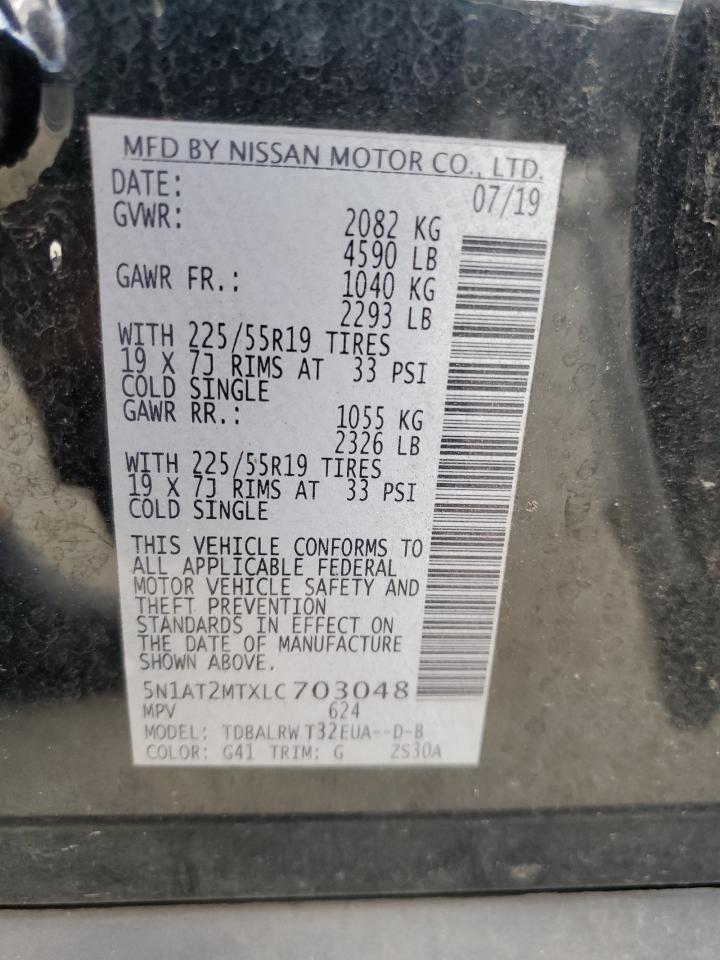 MFD BY NISSAN MOTOR CO., LTD.
DATE: 07/19
GVWR: 2082 KG
4590 LB
GAWR FR.: 1040 KG
2293 LB
WITH 225/55R19 TIRES
19 X 7J RIMS AT 33 PSI
COLD SINGLE
GAWR RR.: 1055 KG
2326 LB
WITH 225/55R19 TIRES
19 X 7J RIMS AT 33 PSI
COLD SINGLE
THIS VEHICLE CONFORMS TO
ALL APPLICABLE FEDERAL
MOTOR VEHICLE SAFETY AND
THEFT PREVENTION
STANDARDS IN EFFECT ON
THE DATE OF MANUFACTURE
SHOWN ABOVE.
5N1AT2MTXLC703048
MPV 624
MODEL: TDBALRW T32EUA--D-B
COLOR: G41 TRIM: G ZS30A